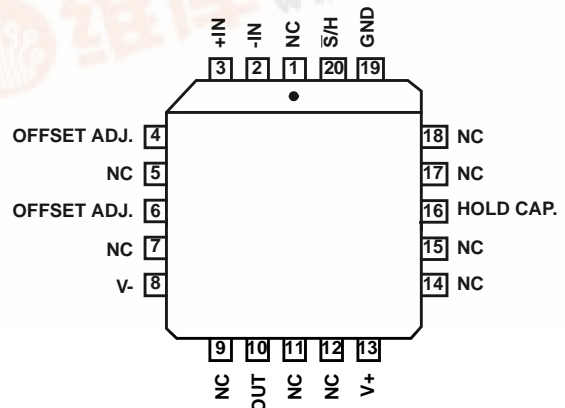 +IN
-IN
NC
S̅/H
GND
3
2
1
20
19
OFFSET ADJ. 4
18 NC
NC 5
17 NC
OFFSET ADJ. 6
16 HOLD CAP.
NC 7
15 NC
V- 8
14 NC
9
10
11
12
13
NC
OUT
NC
NC
V+